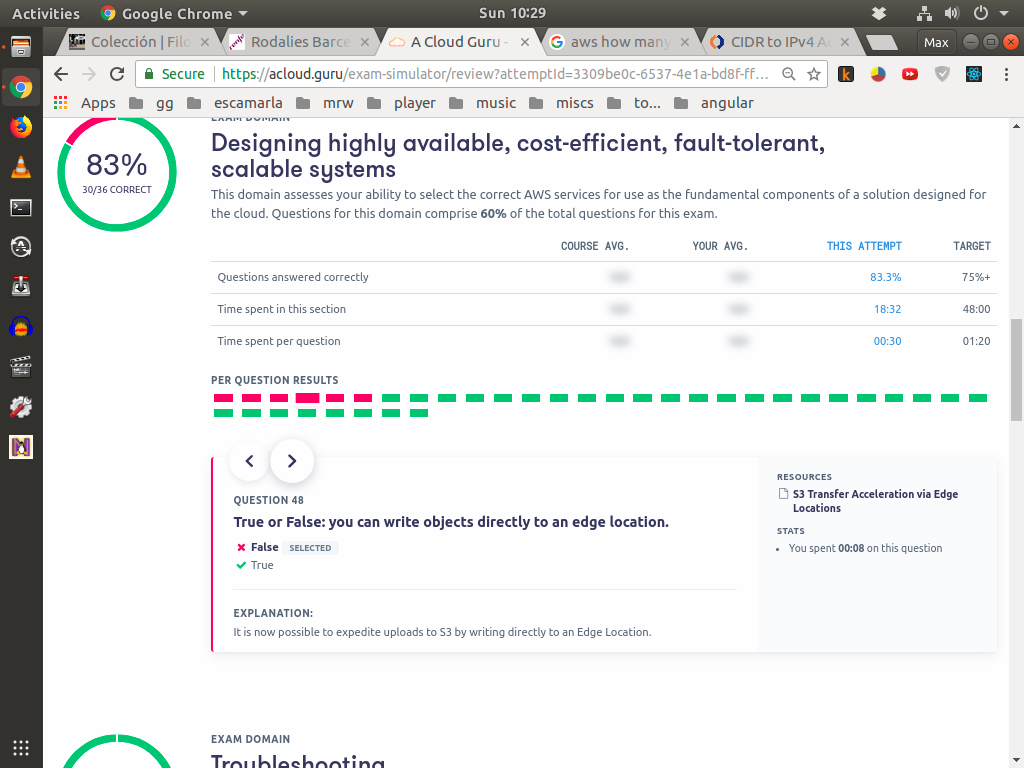 Activities Google Chrome Sun 10:29
Colección | Filo Rodalies Barce A Cloud Guru - aws how many CIDR to IPv4 A Max
Secure https://acloud.guru/exam-simulator/review?attemptId=3309be0c-6537-4e1a-bd8f-ff...
Apps gg escamarla mrw player music miscs to... angular
EXAM DOMAIN
83%
30/36 CORRECT
Designing highly available, cost-efficient, fault-tolerant,
scalable systems
This domain assesses your ability to select the correct AWS services for use as the fundamental components of a solution designed for
the cloud. Questions for this domain comprise 60% of the total questions for this exam.
COURSE AVG. YOUR AVG. THIS ATTEMPT TARGET
Questions answered correctly 83.3% 75%+
Time spent in this section 18:32 48:00
Time spent per question 00:30 01:20
PER QUESTION RESULTS
QUESTION 48
True or False: you can write objects directly to an edge location.
False SELECTED
True
EXPLANATION:
It is now possible to expedite uploads to S3 by writing directly to an Edge Location.
RESOURCES
S3 Transfer Acceleration via Edge
Locations
STATS
• You spent 00:08 on this question
EXAM DOMAIN
Troubleshooting